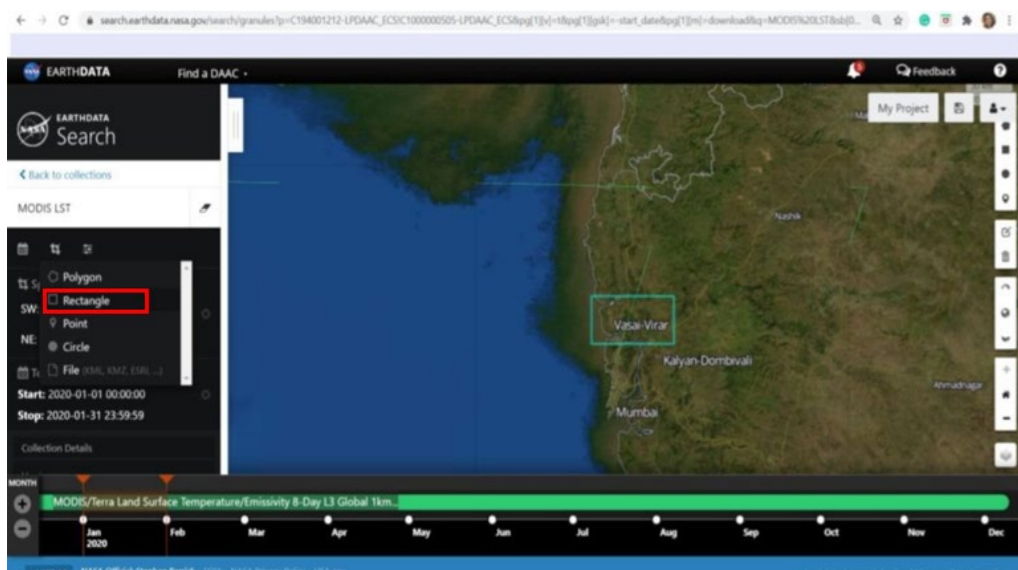 search.earthdata.nasa.gov/search/granules?p=C194001212-LPDAAC_ECS!C1000000505-LPDAAC_ECS&pg[1][v]=t&pg[1][gsk]=-start_date&pg[1][m]=download&q=MODIS%20LST&sb[0...
EARTHDATA
Find a DAAC
Feedback
EARTHDATA
Search
My Project
Back to collections
MODIS LST
Nashik
Polygon
SW:
Rectangle
Point
NE:
Circle
File (KML, KMZ, ESRI, ...)
Vasai-Virar
Kalyan-Dombivali
Ahmadnagar
Mumbai
Start: 2020-01-01 00:00:00
Stop: 2020-01-31 23:59:59
Collection Details
MONTH
MODIS/Terra Land Surface Temperature/Emissivity 8-Day L3 Global 1km...
Jan Feb Mar Apr May Jun Jul Aug Sep Oct Nov Dec
2020